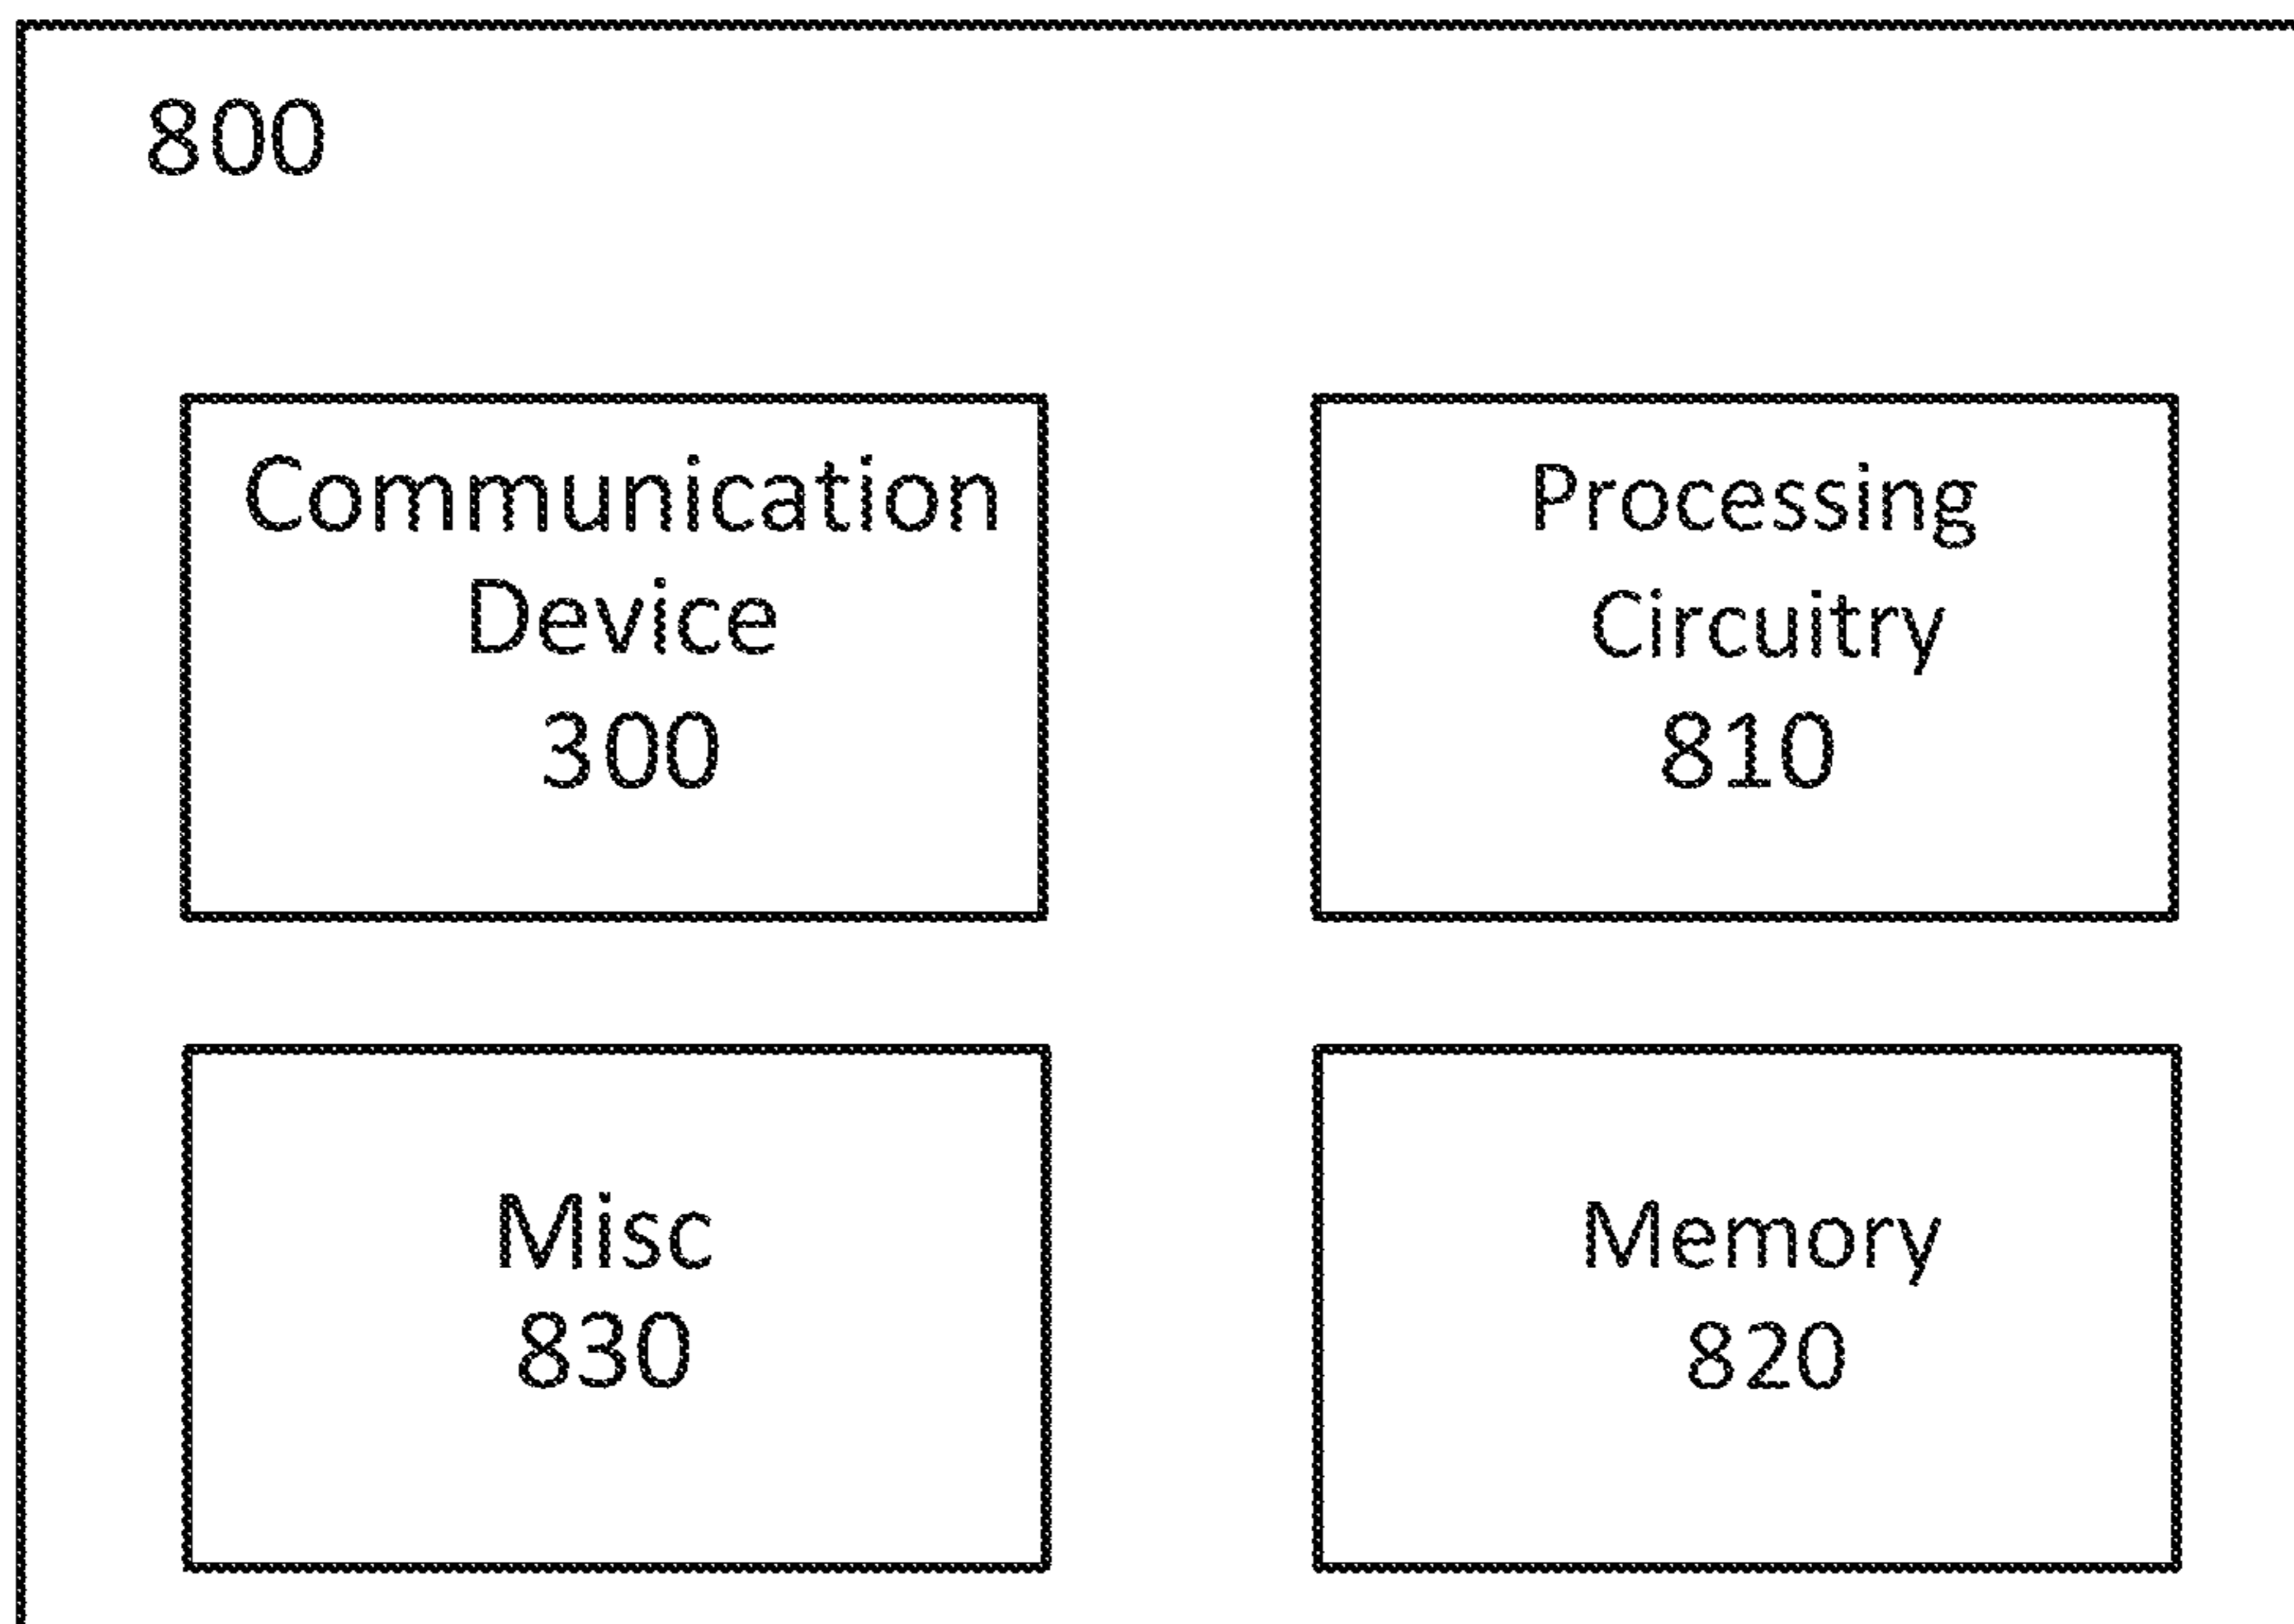 800
Communication
Device
300
Processing
Circuitry
810
Misc
830
Memory
820